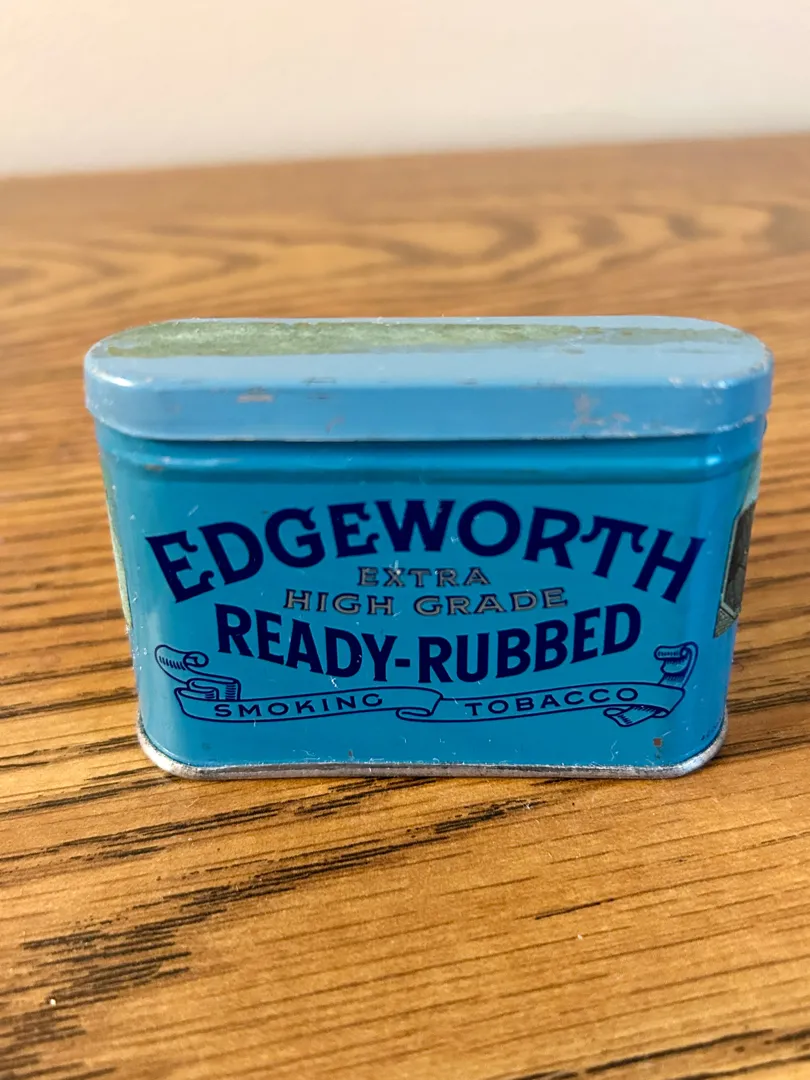 EDGEWORTH
EXTRA
HIGH GRADE
READY-RUBBED
SMOKING TOBACCO